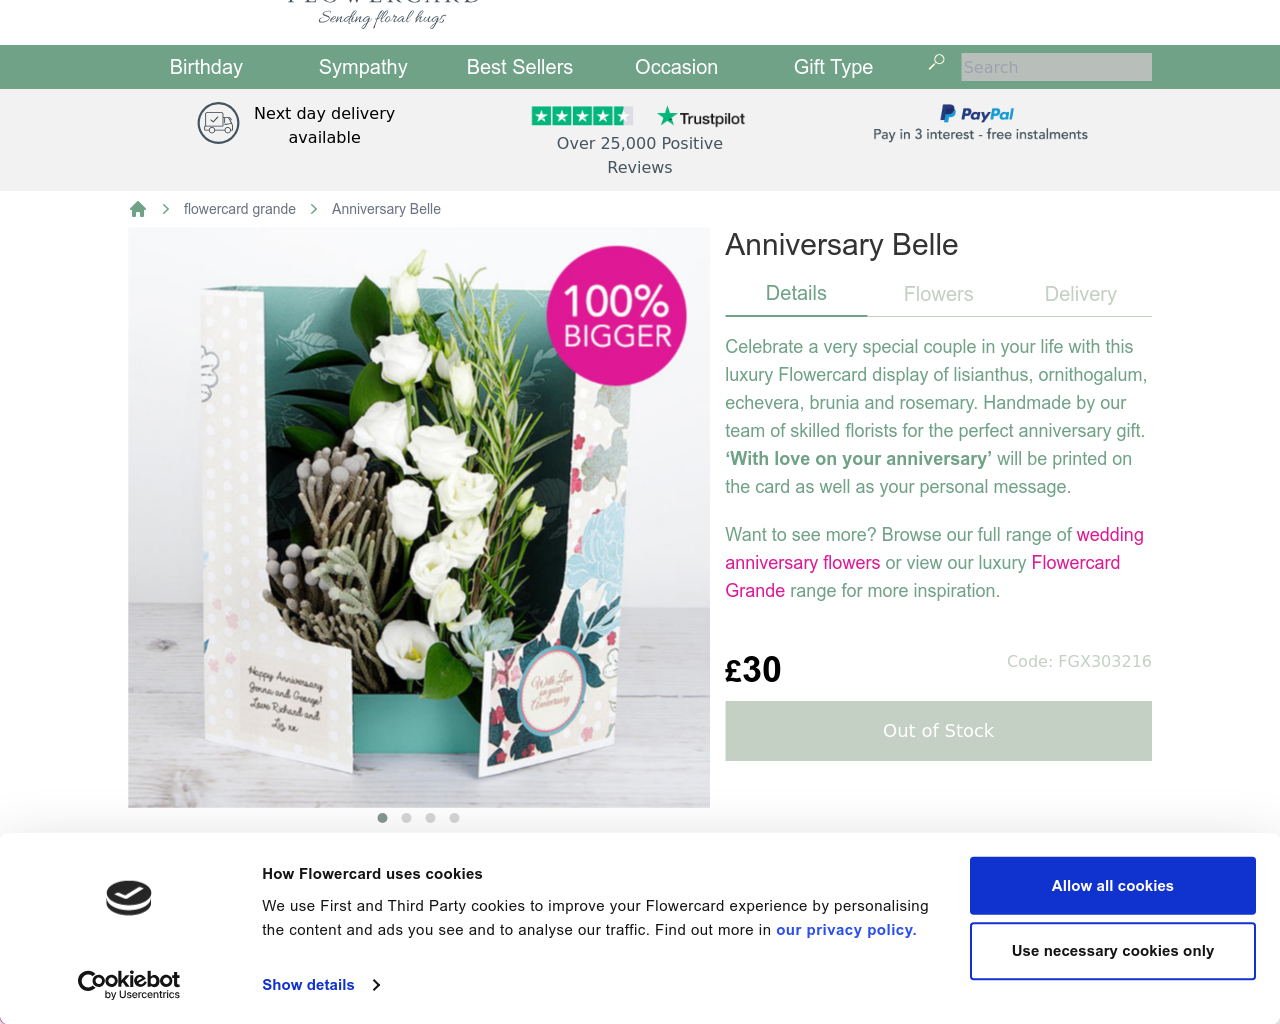 Sending floral hugs
Birthday
Sympathy
Best Sellers
Occasion
Gift Type
Search
Next day delivery
available
Trustpilot
Over 25,000 Positive
Reviews
PayPal
Pay in 3 interest - free instalments
flowercard grande
Anniversary Belle
100%
BIGGER
Happy Anniversary
Jenna and George!
Love Richard and
Liz xx
With Love
on your
Anniversary
Anniversary Belle
Details
Flowers
Delivery
Celebrate a very special couple in your life with this
luxury Flowercard display of lisianthus, ornithogalum,
echevera, brunia and rosemary. Handmade by our
team of skilled florists for the perfect anniversary gift.
‘With love on your anniversary’ will be printed on
the card as well as your personal message.
Want to see more? Browse our full range of wedding
anniversary flowers or view our luxury Flowercard
Grande range for more inspiration.
£30
Code: FGX303216
Out of Stock
Cookiebot
by Usercentrics
How Flowercard uses cookies
We use First and Third Party cookies to improve your Flowercard experience by personalising
the content and ads you see and to analyse our traffic. Find out more in our privacy policy.
Show details
Allow all cookies
Use necessary cookies only